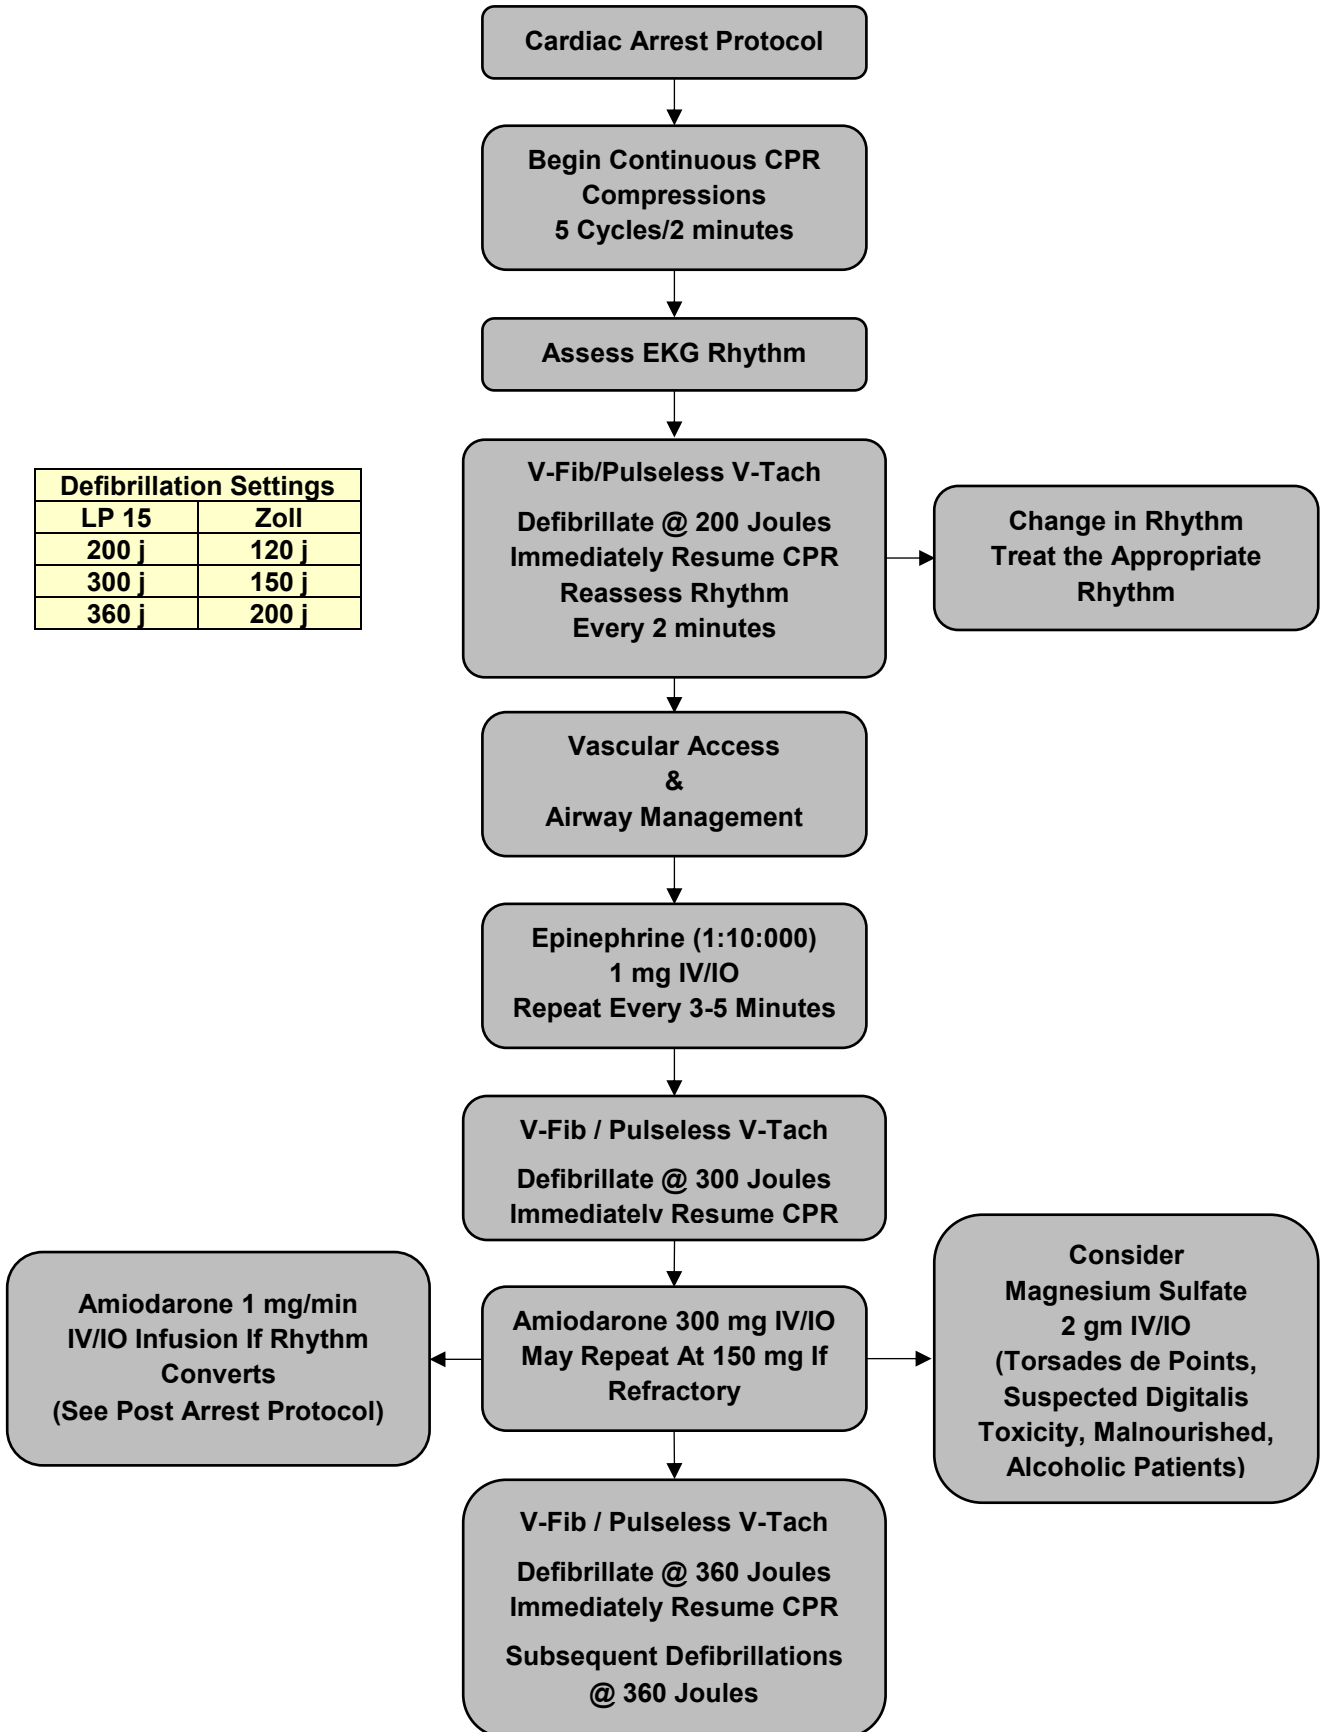 Cardiac Arrest Protocol
Begin Continuous CPR
Compressions
5 Cycles/2 minutes
Assess EKG Rhythm
Defibrillation Settings
LP 15 Zoll
200 j 120 j
300 j 150 j
360 j 200 j
V-Fib/Pulseless V-Tach
Defibrillate @ 200 Joules
Immediately Resume CPR
Reassess Rhythm
Every 2 minutes
Change in Rhythm
Treat the Appropriate
Rhythm
Vascular Access
&
Airway Management
Epinephrine (1:10:000)
1 mg IV/IO
Repeat Every 3-5 Minutes
V-Fib / Pulseless V-Tach
Defibrillate @ 300 Joules
Immediately Resume CPR
Amiodarone 1 mg/min
IV/IO Infusion If Rhythm
Converts
(See Post Arrest Protocol)
Amiodarone 300 mg IV/IO
May Repeat At 150 mg If
Refractory
Consider
Magnesium Sulfate
2 gm IV/IO
(Torsades de Points,
Suspected Digitalis
Toxicity, Malnourished,
Alcoholic Patients)
V-Fib / Pulseless V-Tach
Defibrillate @ 360 Joules
Immediately Resume CPR
Subsequent Defibrillations
@ 360 Joules